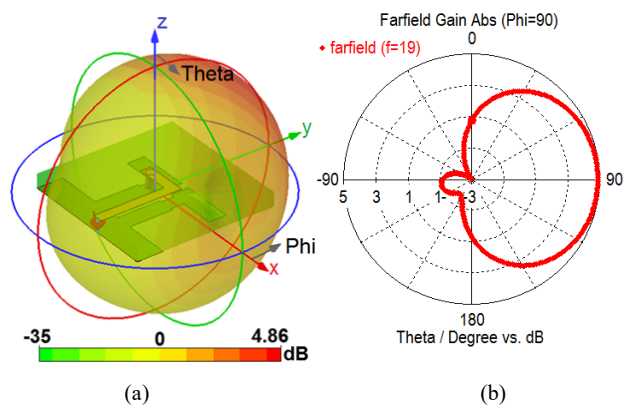 z
Theta
y
Phi
x
-35 0 4.86
dB
(a)
Farfield Gain Abs (Phi=90)
farfield (f=19)
0
-90 90
5 3 1 1- -3
180
Theta / Degree vs. dB
(b)